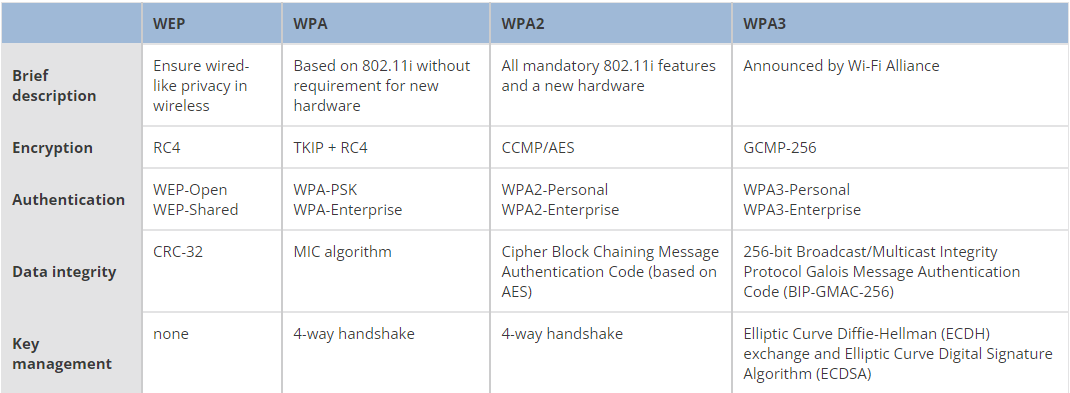 WEP WPA WPA2 WPA3
Brief description
Ensure wired-
like privacy in
wireless
Based on 802.11i without
requirement for new
hardware
All mandatory 802.11i features
and a new hardware
Announced by Wi-Fi Alliance
Encryption
RC4
TKIP + RC4
CCMP/AES
GCMP-256
Authentication
WEP-Open
WEP-Shared
WPA-PSK
WPA-Enterprise
WPA2-Personal
WPA2-Enterprise
WPA3-Personal
WPA3-Enterprise
Data integrity
CRC-32
MIC algorithm
Cipher Block Chaining Message
Authentication Code (based on
AES)
256-bit Broadcast/Multicast Integrity
Protocol Galois Message Authentication
Code (BIP-GMAC-256)
Key
management
none
4-way handshake
4-way handshake
Elliptic Curve Diffie-Hellman (ECDH)
exchange and Elliptic Curve Digital Signature
Algorithm (ECDSA)